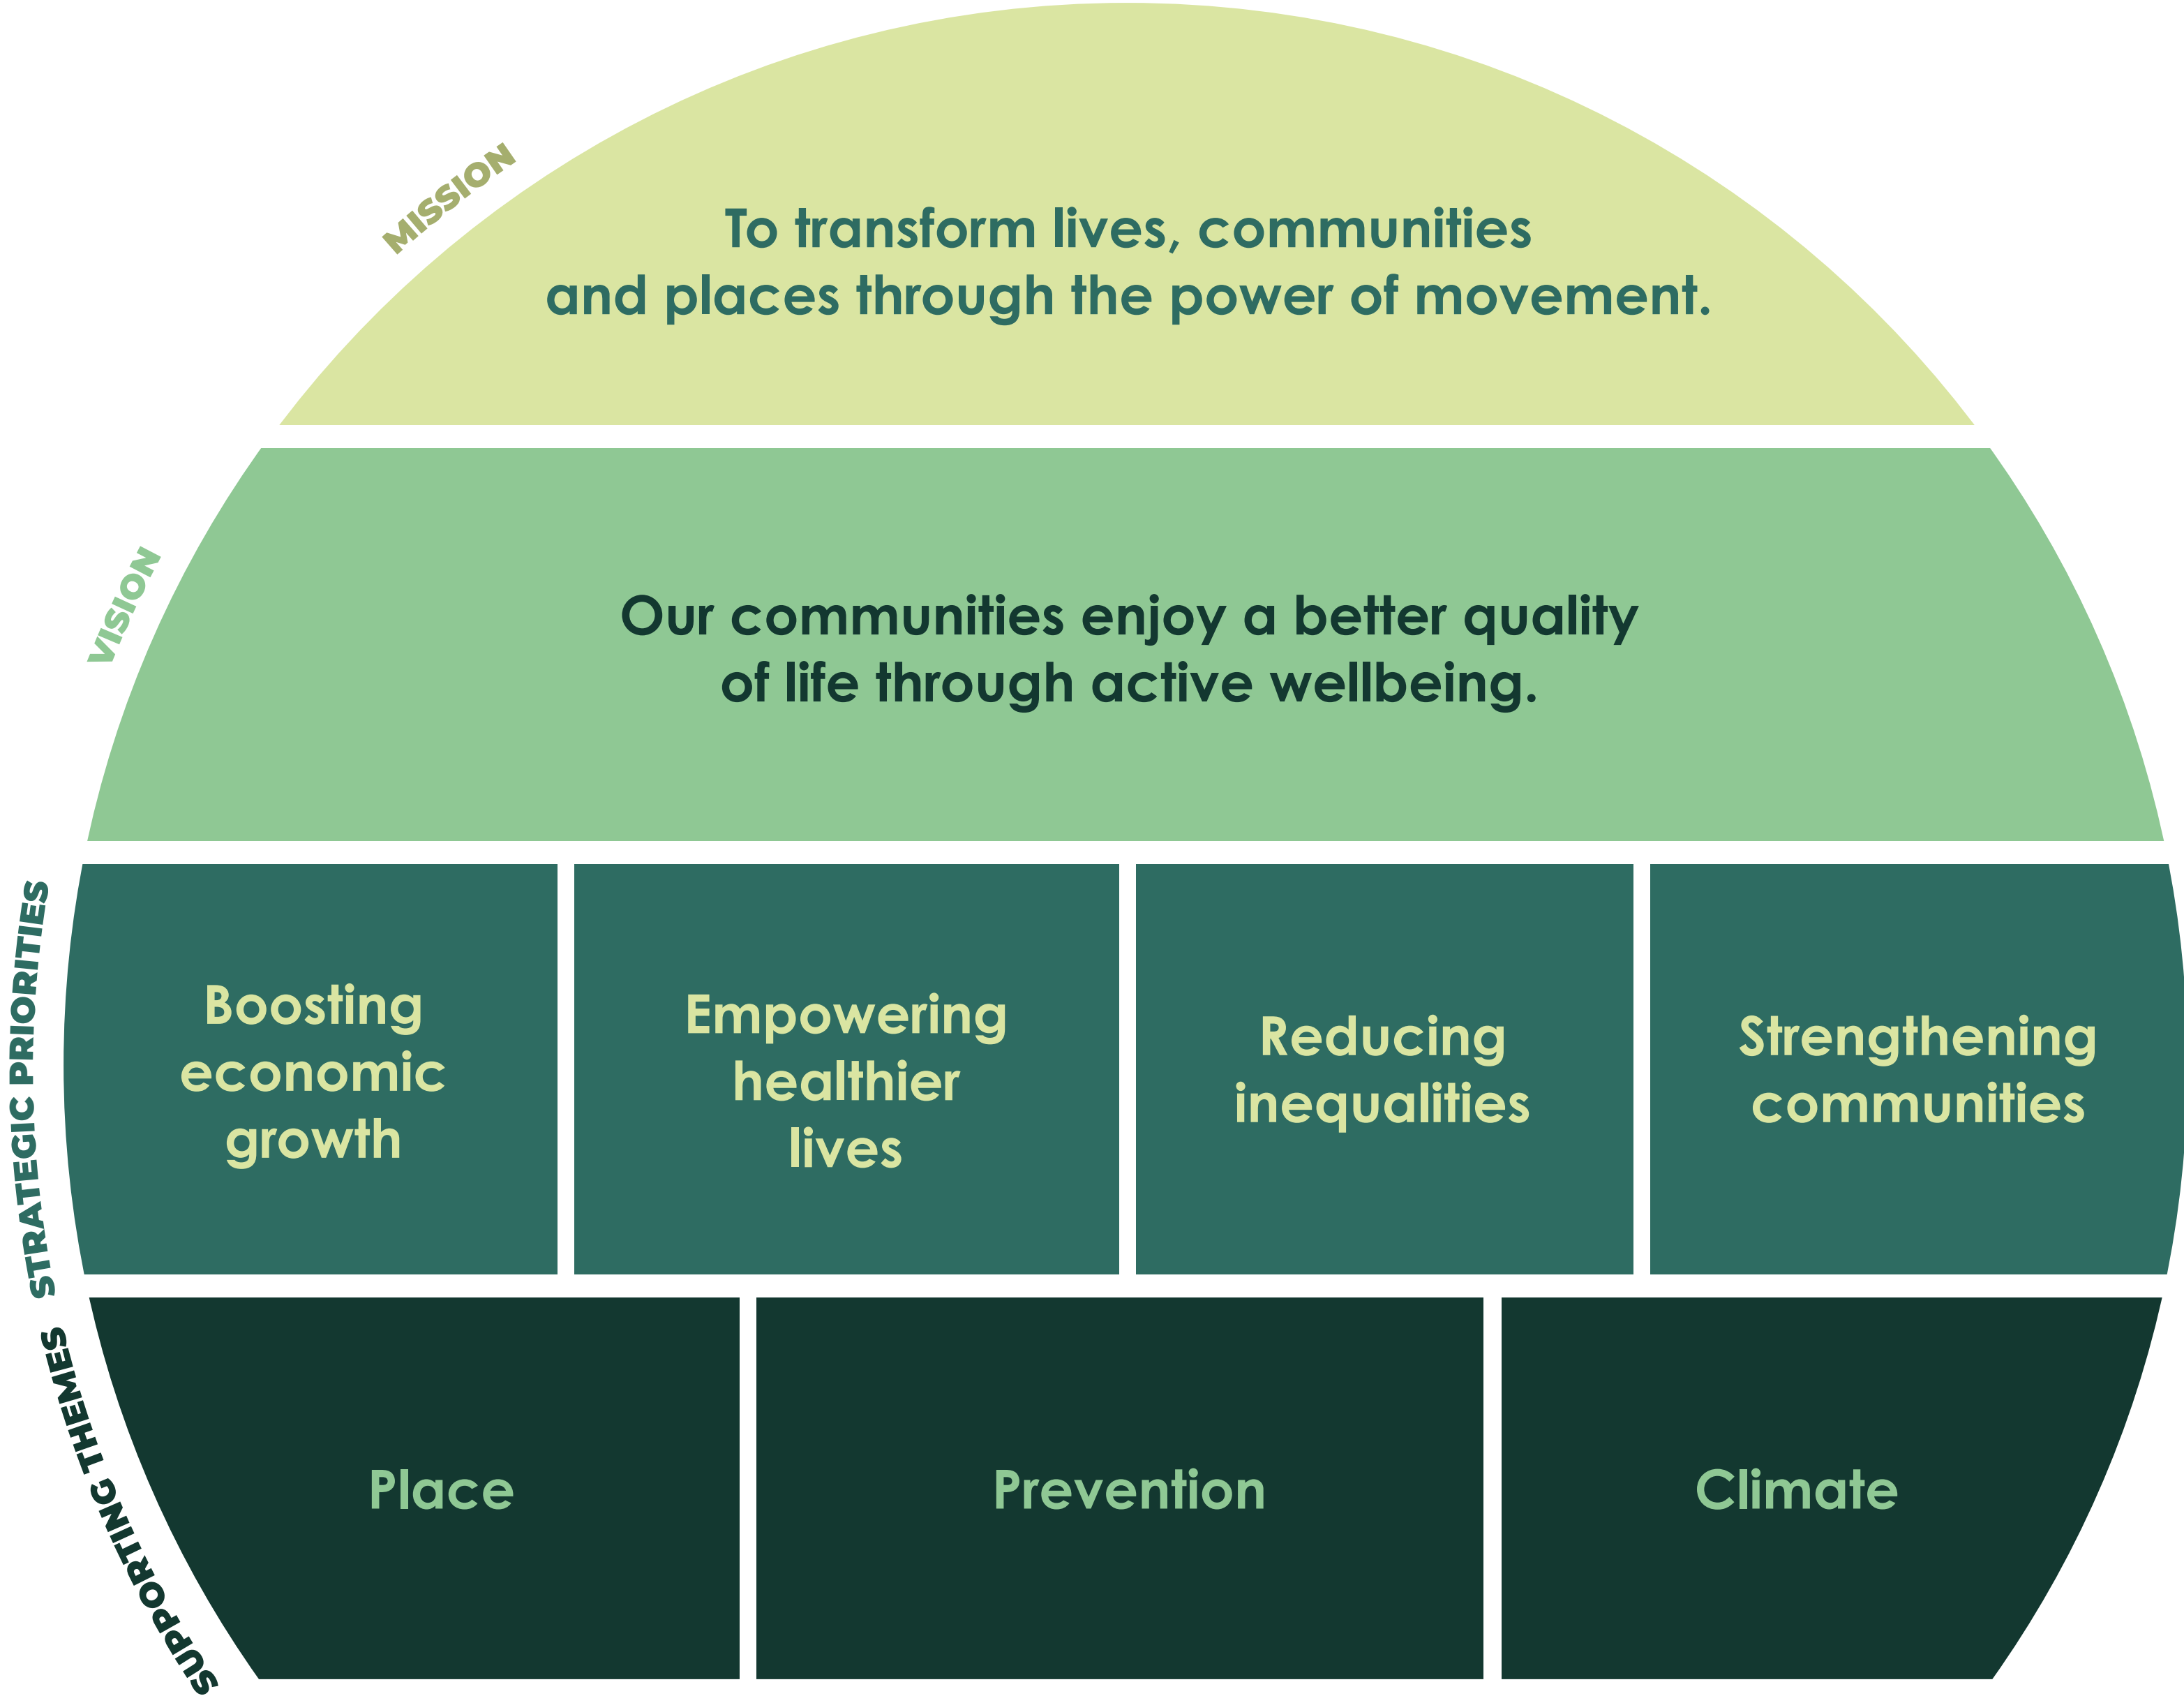 MISSION
To transform lives, communities
and places through the power of movement.
VISION
Our communities enjoy a better quality
of life through active wellbeing.
STRATEGIC PRIORITIES
Boosting
economic
growth
Empowering
healthier
lives
Reducing
inequalities
Strengthening
communities
SUPPORTING THEMES
Place
Prevention
Climate